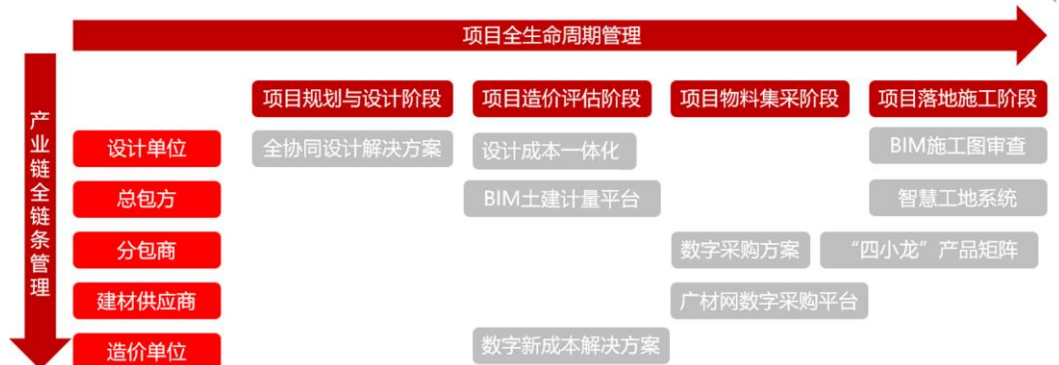 项目全生命周期管理
产业链全链条管理
项目规划与设计阶段 项目造价评估阶段 项目物料集采阶段 项目落地施工阶段
设计单位 全协同设计解决方案 设计成本一体化 BIM施工图审查
总包方 BIM土建计量平台 智慧工地系统
分包商 数字采购方案 “四小龙”产品矩阵
建材供应商 广材网数字采购平台
造价单位 数字新成本解决方案